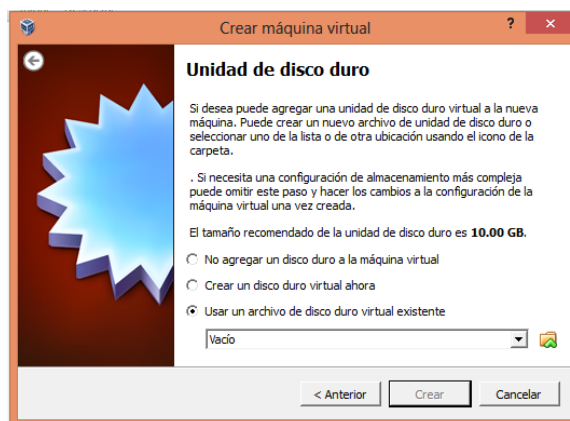 Crear máquina virtual
?
Unidad de disco duro
Si desea puede agregar una unidad de disco duro virtual a la nueva
máquina. Puede crear un nuevo archivo de unidad de disco duro o
seleccionar uno de la lista o de otra ubicación usando el icono de la
carpeta.
. Si necesita una configuración de almacenamiento más compleja
puede omitir este paso y hacer los cambios a la configuración de la
máquina virtual una vez creada.
El tamaño recomendado de la unidad de disco duro es 10.00 GB.
No agregar un disco duro a la máquina virtual
Crear un disco duro virtual ahora
Usar un archivo de disco duro virtual existente
Vacío
< Anterior Crear Cancelar